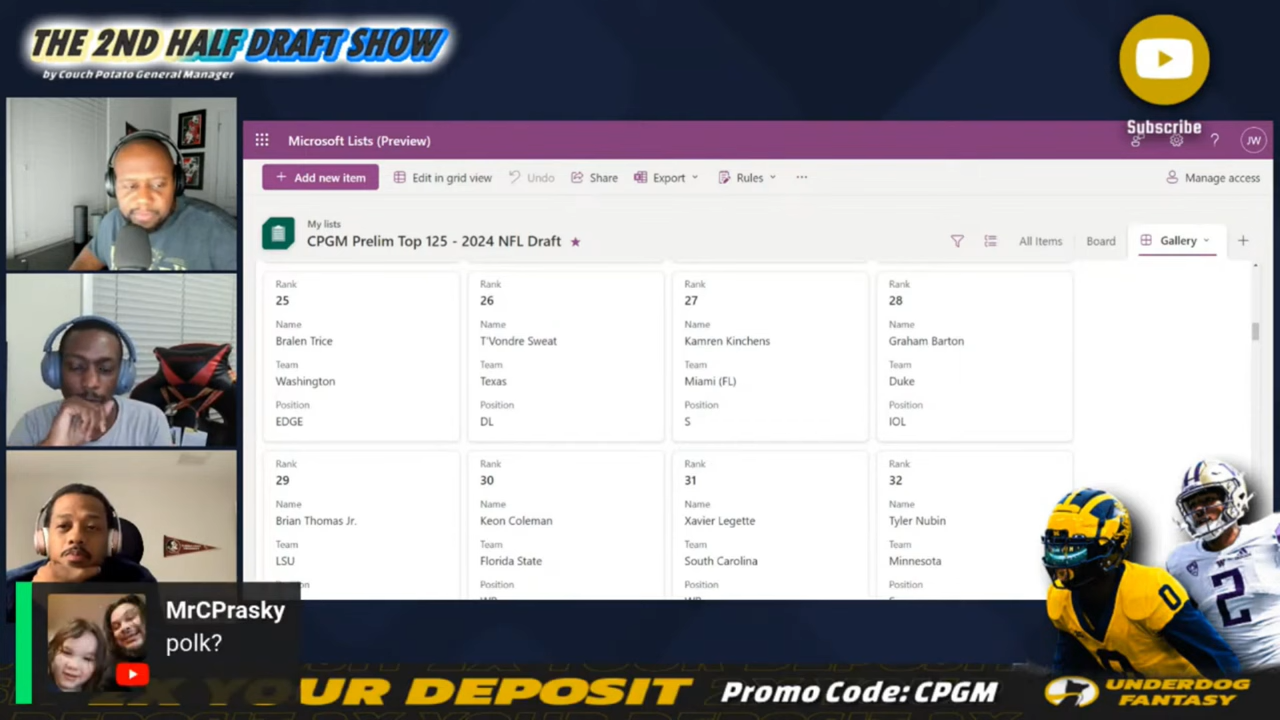 THE 2ND HALF DRAFT SHOW
by Couch Potato General Manager
Subscribe
Microsoft Lists (Preview)
?
JW
+ Add new item
Edit in grid view
Undo
Share
Export
Rules
...
Manage access
My lists
CPGM Prelim Top 125 - 2024 NFL Draft ★
All Items
Board
Gallery
+
Rank
25
Name
Bralen Trice
Team
Washington
Position
EDGE
Rank
26
Name
T'Vondre Sweat
Team
Texas
Position
DL
Rank
27
Name
Kamren Kinchens
Team
Miami (FL)
Position
S
Rank
28
Name
Graham Barton
Team
Duke
Position
IOL
Rank
29
Name
Brian Thomas Jr.
Team
LSU
Rank
30
Name
Keon Coleman
Team
Florida State
Position
Rank
31
Name
Xavier Legette
Team
South Carolina
Position
Rank
32
Name
Tyler Nubin
Team
Minnesota
Position
0
2
MrCPrasky
polk?
YOUR DEPOSIT
Promo Code: CPGM
UNDERDOG
FANTASY